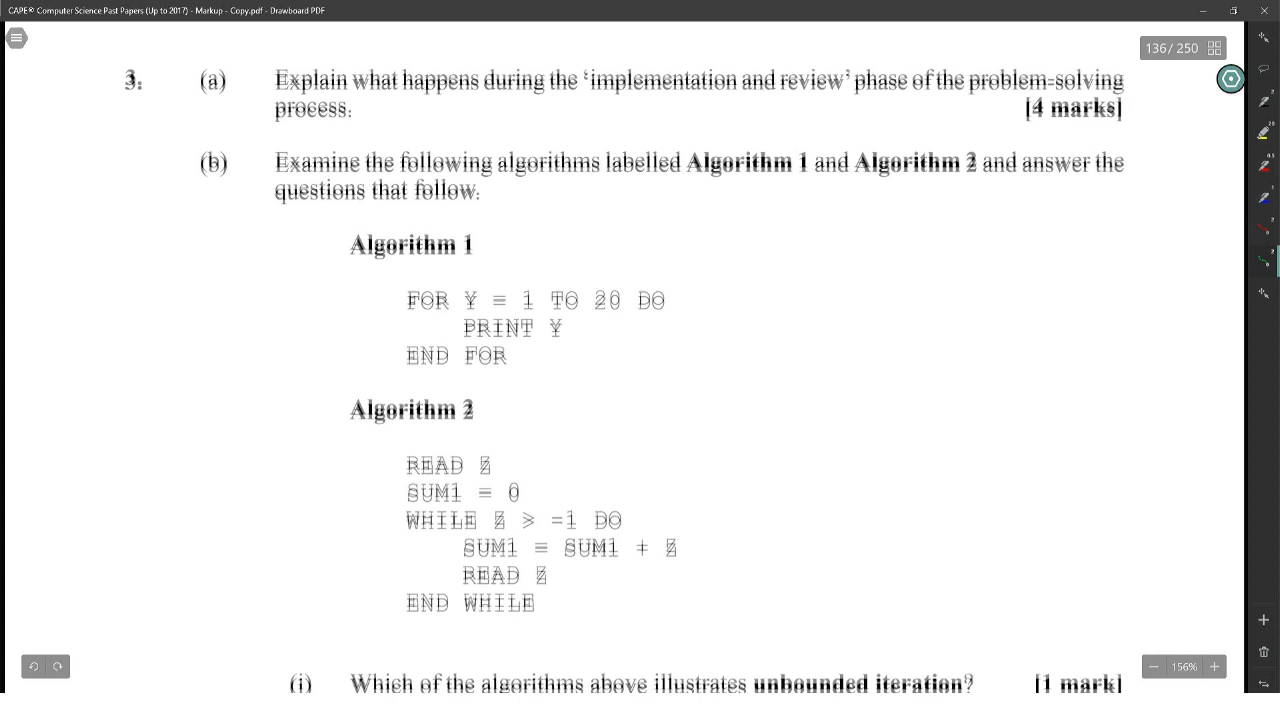 CAPE® Computer Science Past Papers (Up to 2017) - Markup - Copy.pdf - Drawboard PDF
136 / 250
3. (a) Explain what happens during the ‘implementation and review’ phase of the problem-solving
process. [4 marks]
(b) Examine the following algorithms labelled Algorithm 1 and Algorithm 2 and answer the
questions that follow.
Algorithm 1
FOR Y = 1 TO 20 DO
PRINT Y
END FOR
Algorithm 2
READ Z
SUM1 = 0
WHILE Z > =1 DO
SUM1 = SUM1 + Z
READ Z
END WHILE
156%
(i) Which of the algorithms above illustrates unbounded iteration? [1 mark]